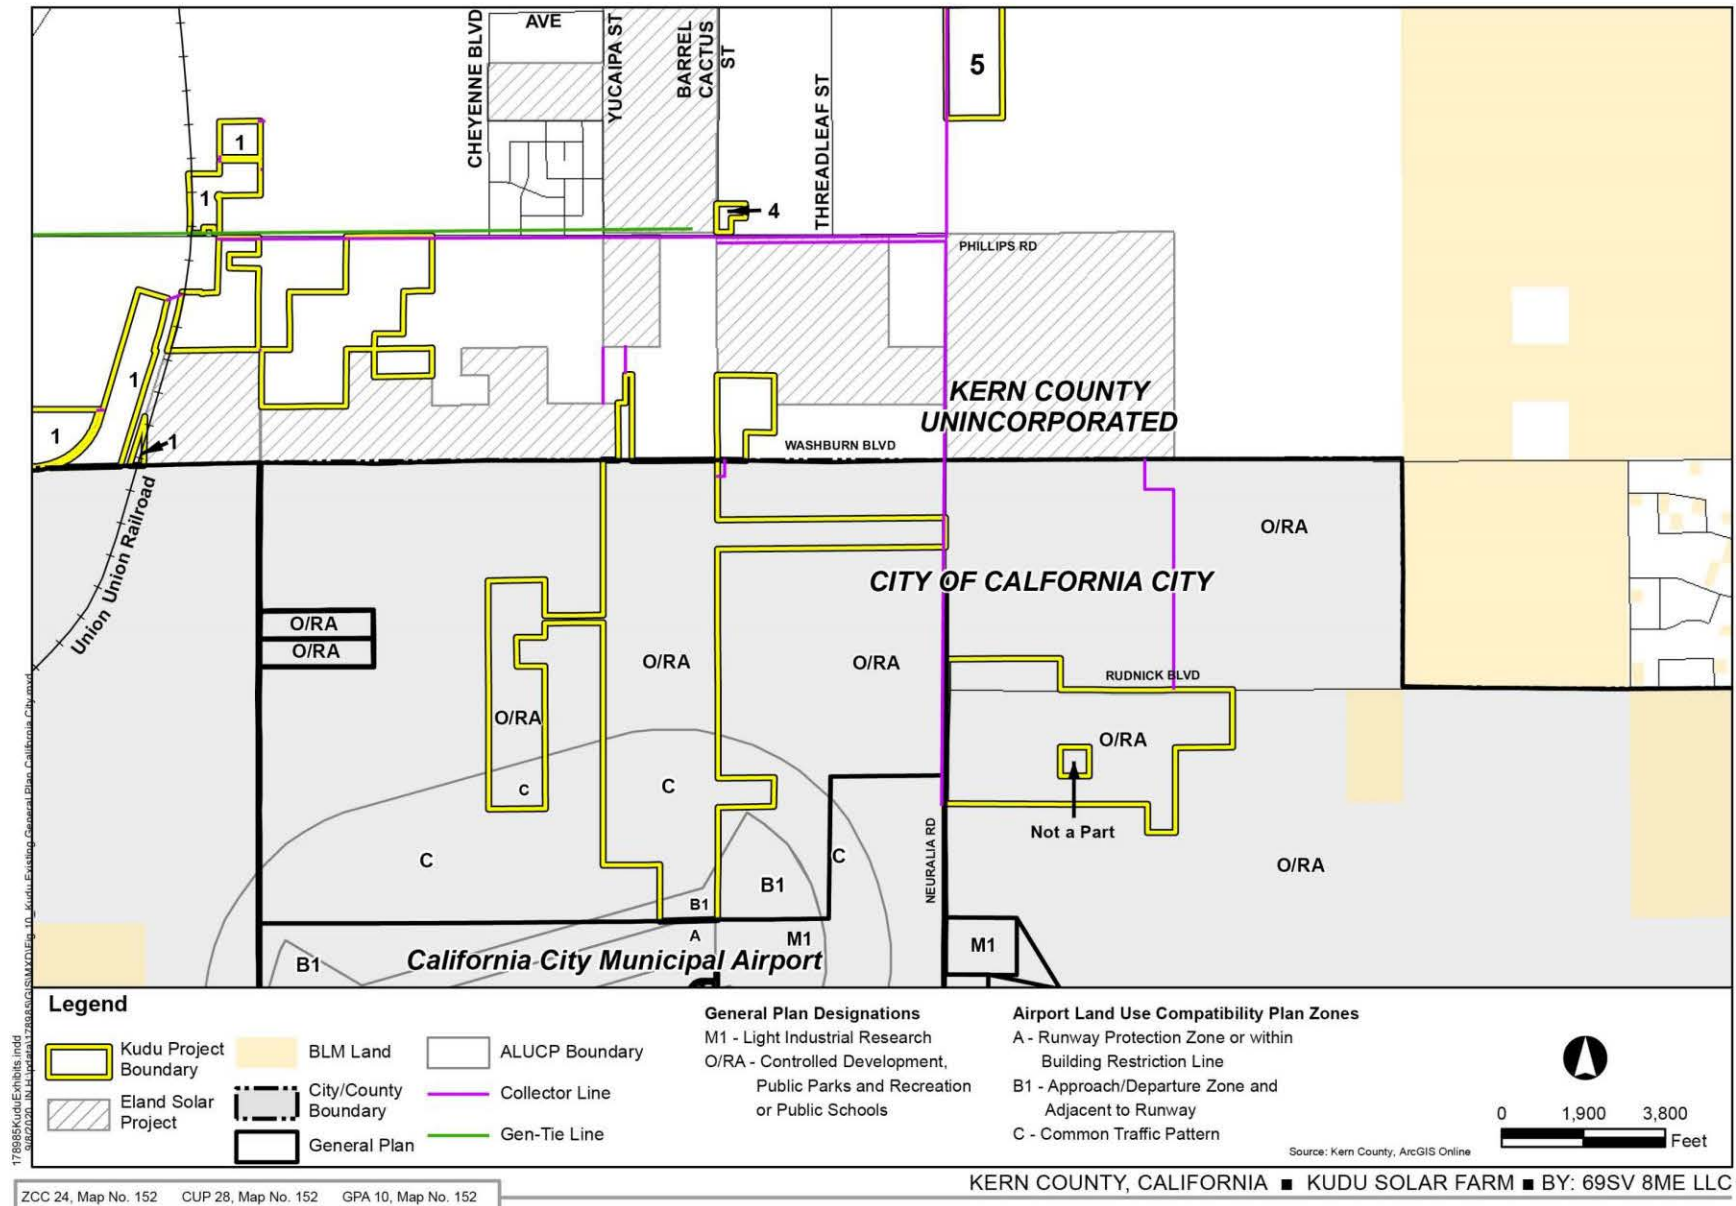 AVE
CHEYENNE BLVD
YUCAIPA ST
BARREL
CACTUS
ST
THREADLEAF ST
5
1
1
4
PHILLIPS RD
1
1
1
KERN COUNTY
UNINCORPORATED
WASHBURN BLVD
Union Union Railroad
O/RA
CITY OF CALFORNIA CITY
O/RA
O/RA
O/RA
O/RA
RUDNICK BLVD
O/RA
O/RA
C
C
Not a Part
NEURALIA RD
C
C
O/RA
B1
B1
A
M1
M1
B1
California City Municipal Airport
Legend
Kudu Project
Boundary
Eland Solar
Project
BLM Land
City/County
Boundary
General Plan
ALUCP Boundary
Collector Line
Gen-Tie Line
General Plan Designations
M1 - Light Industrial Research
O/RA - Controlled Development,
Public Parks and Recreation
or Public Schools
Airport Land Use Compatibility Plan Zones
A - Runway Protection Zone or within
Building Restriction Line
B1 - Approach/Departure Zone and
Adjacent to Runway
C - Common Traffic Pattern
0 1,900 3,800
Feet
Source: Kern County, ArcGIS Online
178985KuduExhibits.indd
KERN COUNTY, CALIFORNIA ■ KUDU SOLAR FARM ■ BY: 69SV 8ME LLC
ZCC 24, Map No. 152 CUP 28, Map No. 152 GPA 10, Map No. 152